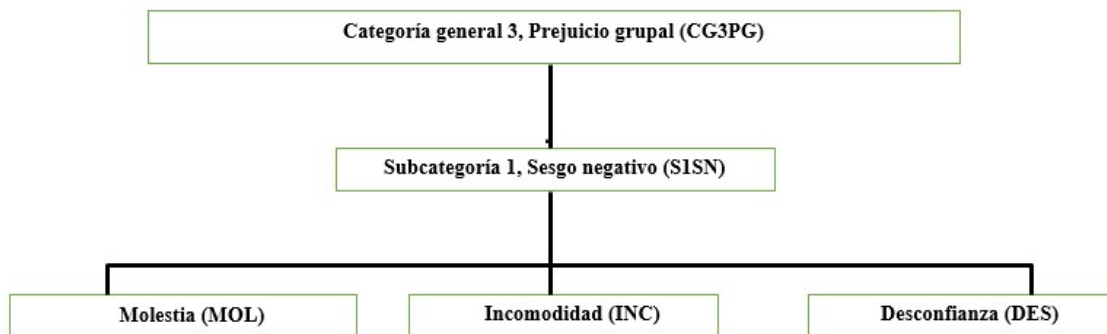 Categoría general 3, Prejuicio grupal (CG3PG)
Subcategoría 1, Sesgo negativo (S1SN)
Molestia (MOL)
Incomodidad (INC)
Desconfianza (DES)